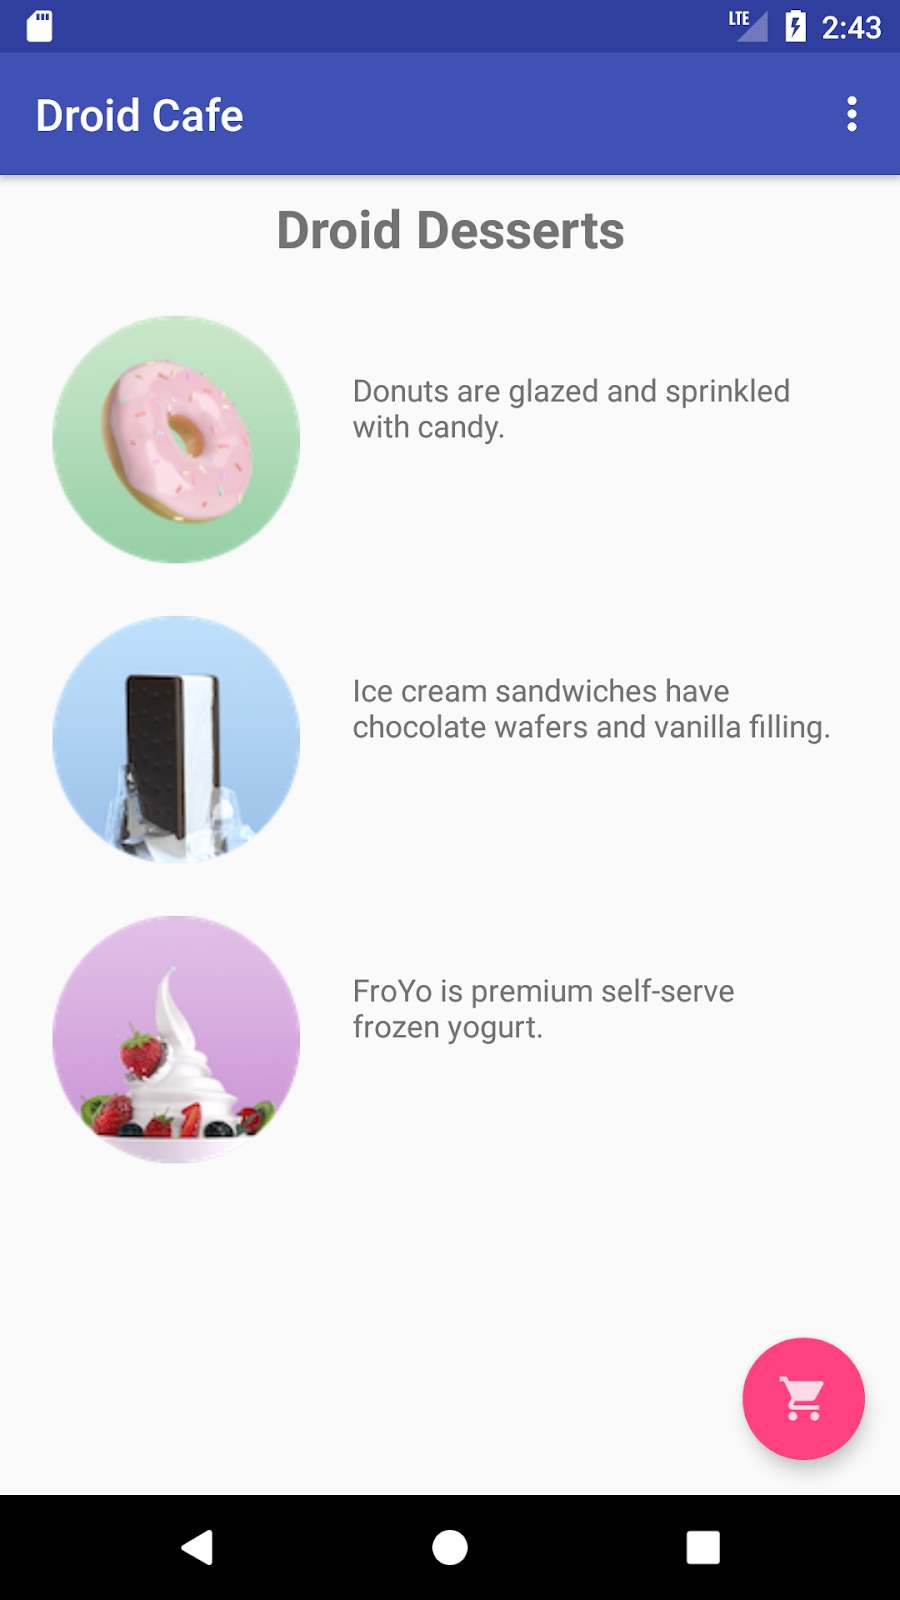 LTE 2:43
Droid Cafe
Droid Desserts
Donuts are glazed and sprinkled
with candy.
Ice cream sandwiches have
chocolate wafers and vanilla filling.
FroYo is premium self-serve
frozen yogurt.